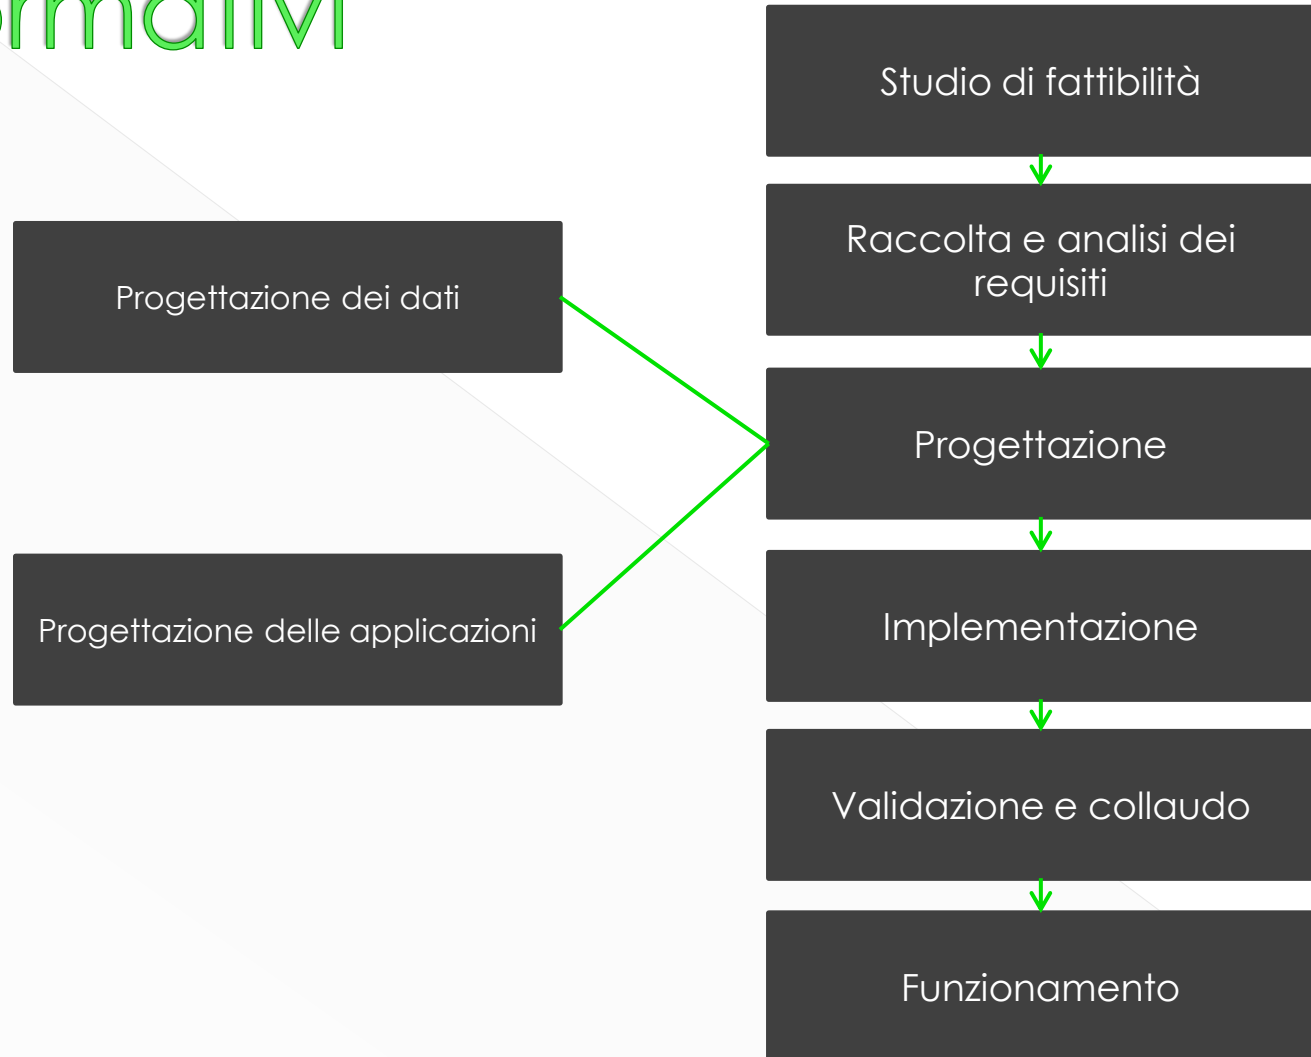 Studio di fattibilità
Raccolta e analisi dei
requisiti
Progettazione dei dati
Progettazione
Progettazione delle applicazioni
Implementazione
Validazione e collaudo
Funzionamento